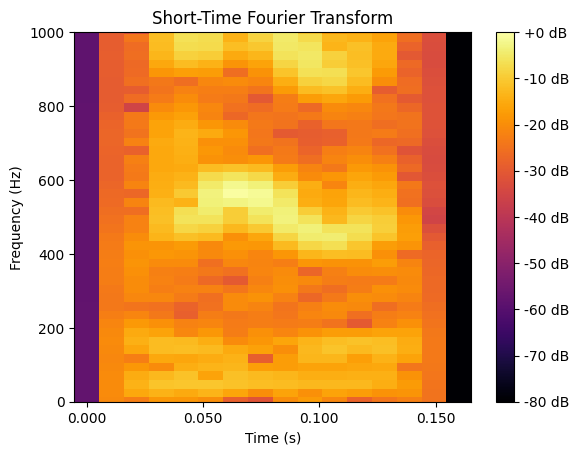 Short-Time Fourier Transform
1000
800
600
400
200
0
Frequency (Hz)
0.000
0.050
0.100
0.150
Time (s)
+0 dB
-10 dB
-20 dB
-30 dB
-40 dB
-50 dB
-60 dB
-70 dB
-80 dB